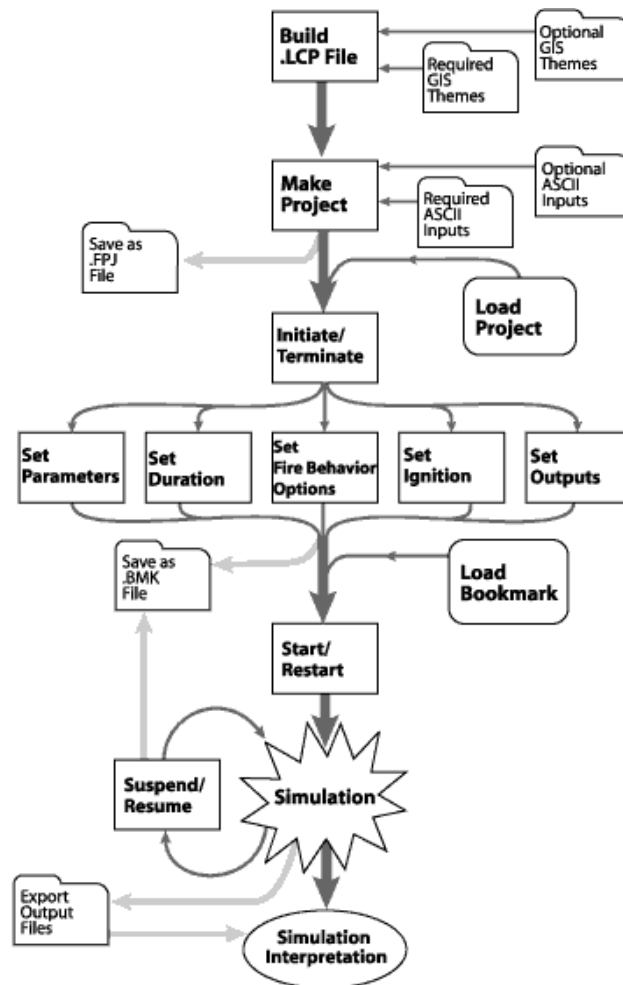 Build
.LCP File
Optional
GIS
Themes
Required
GIS
Themes
Make
Project
Optional
ASCII
Inputs
Required
ASCII
Inputs
Save as
.FPJ
File
Load
Project
Initiate/
Terminate
Set
Parameters
Set
Duration
Set
Fire Behavior
Options
Set
Ignition
Set
Outputs
Save as
.BMK
File
Load
Bookmark
Start/
Restart
Suspend/
Resume
Simulation
Export
Output
Files
Simulation
Interpretation